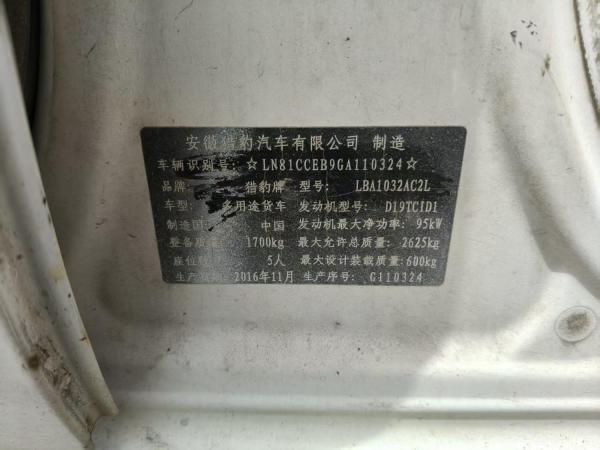 安徽猎豹汽车有限公司 制造
车辆识别号: ☆LN81CCEB9GA110324☆
品牌: 猎豹牌 型号: LBA1032AC2L
车型: 多用途货车 发动机型号: D19TCID1
制造国 中国 发动机最大净功率: 95kW
整备质量 1700kg 最大允许总质量: 2625kg
座位数 5人 最大设计装载质量: 600kg
生产日期 2016年11月 生产序号: G110324